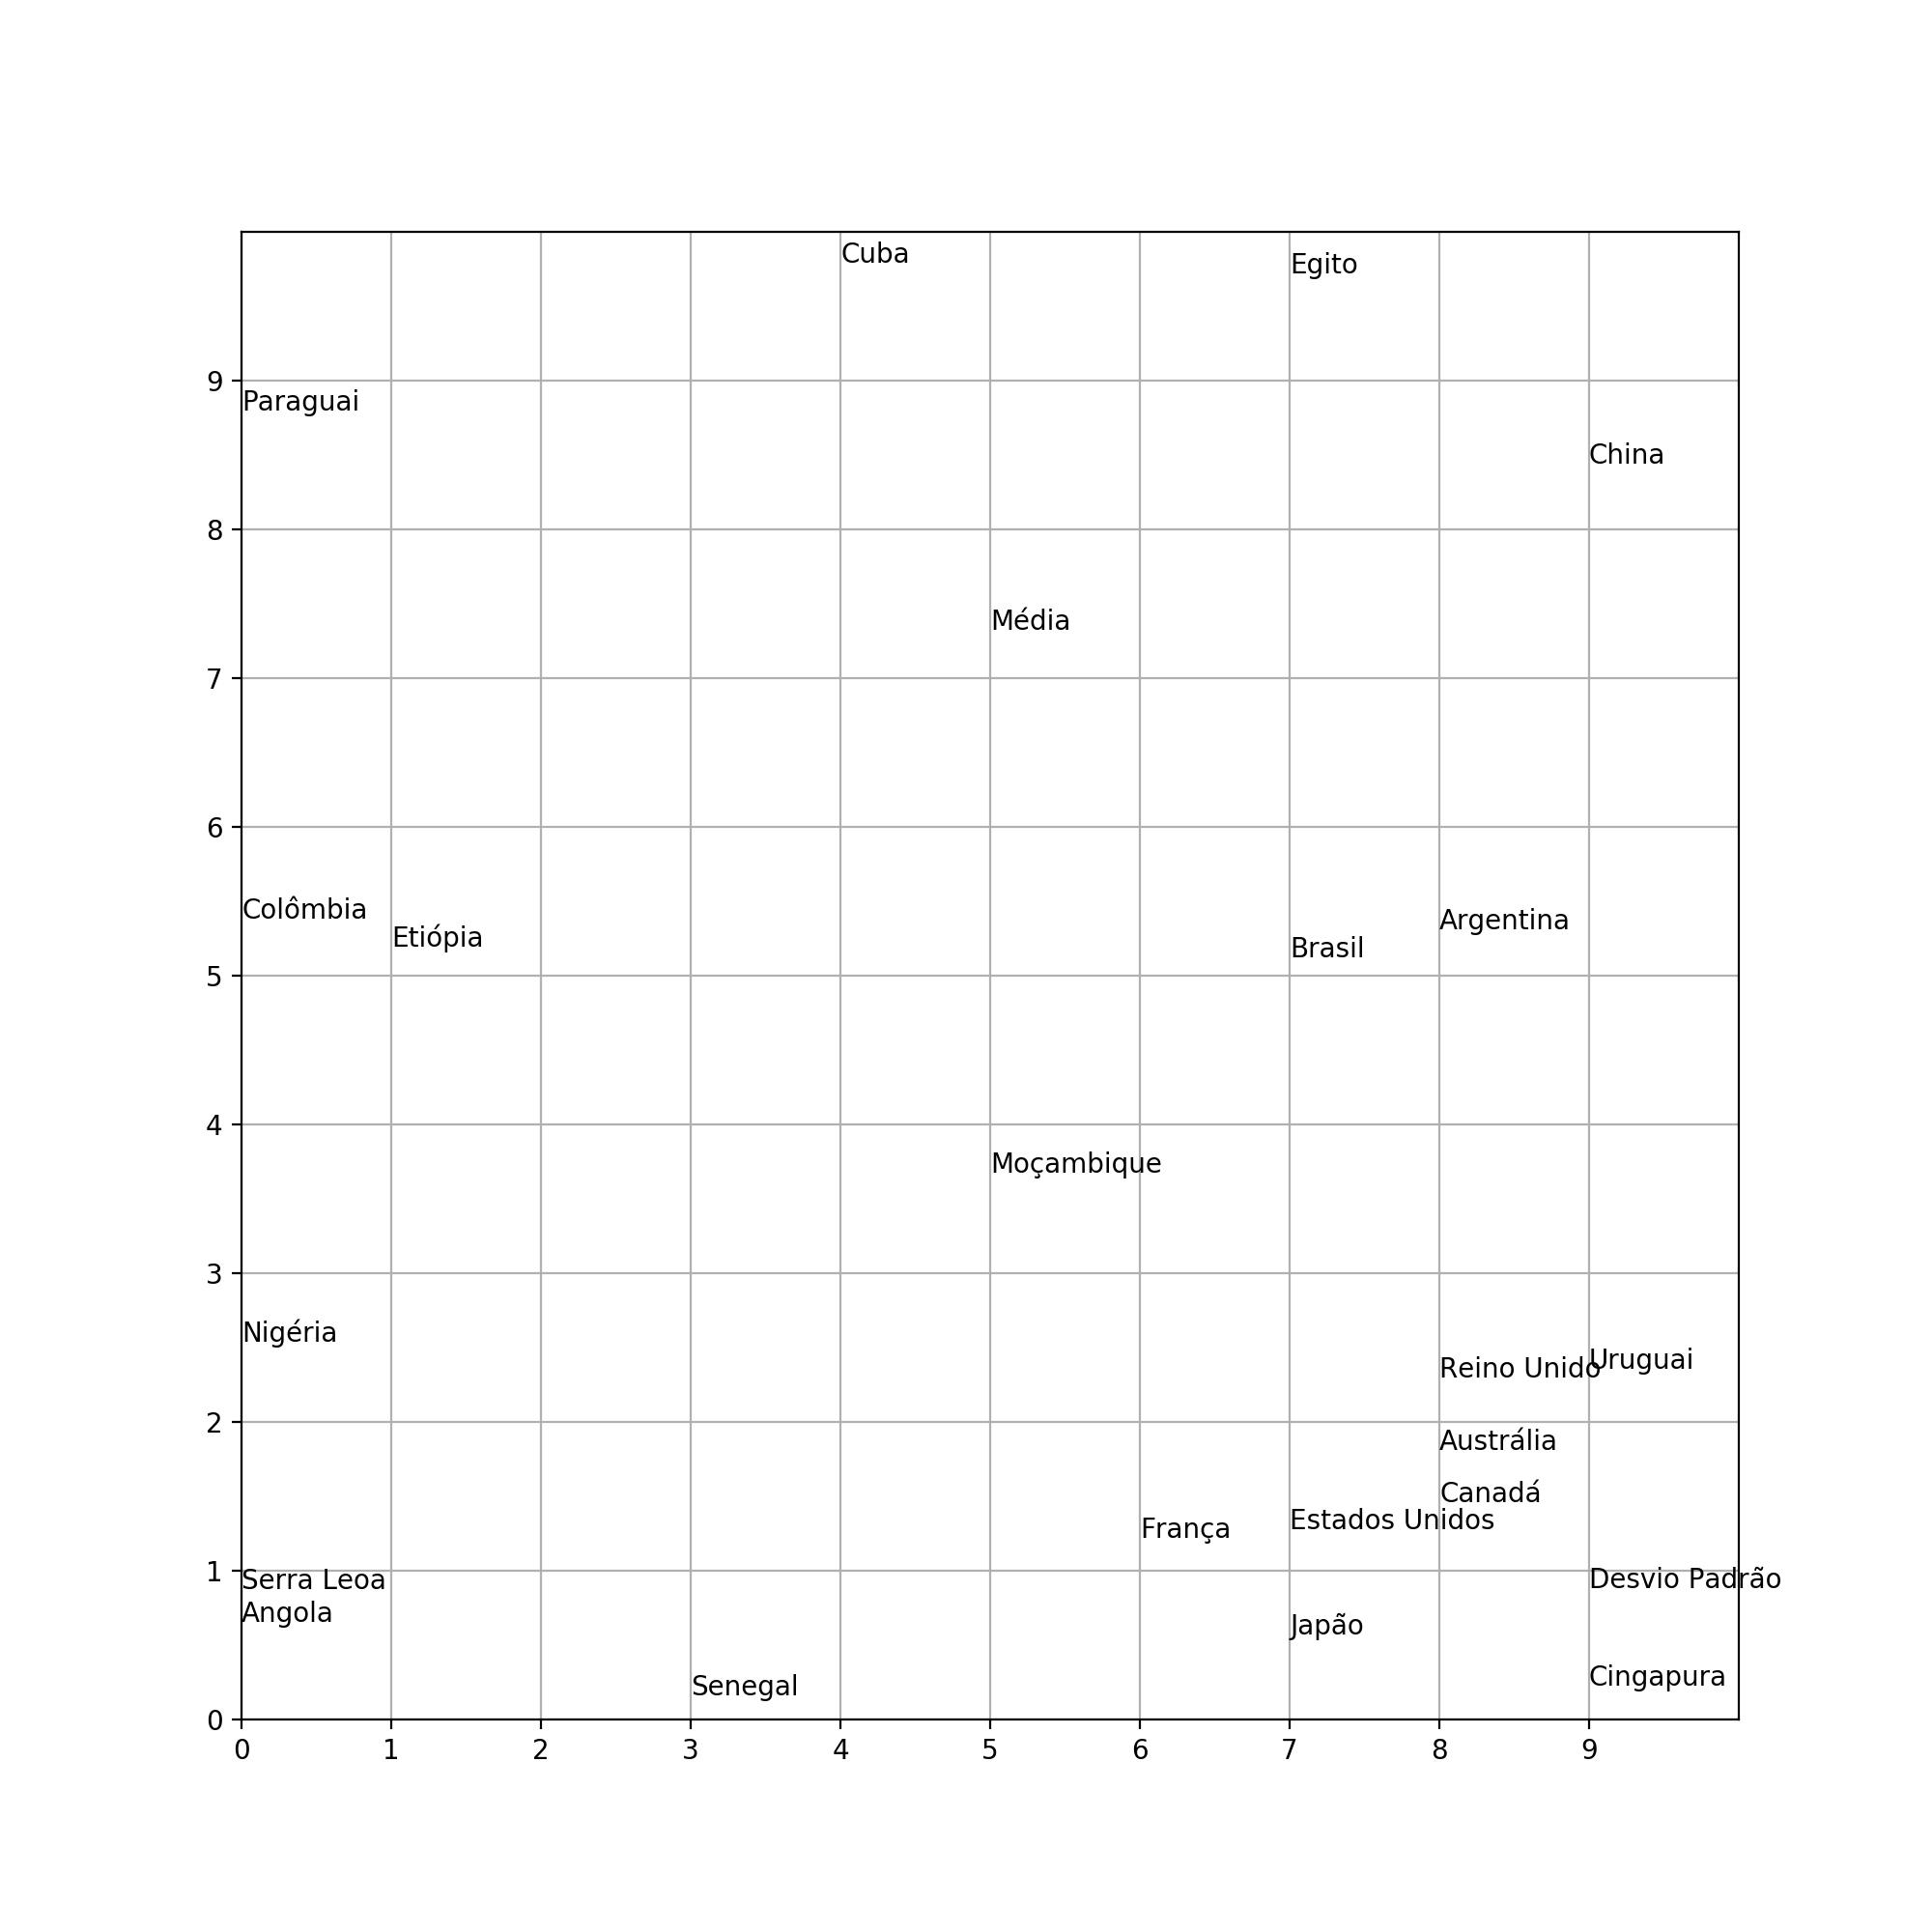 Cuba
Egito
9
Paraguai
China
8
Média
7
6
Colômbia
Argentina
Etiópia
Brasil
5
4
Moçambique
3
Nigéria
Uruguai
Reino Unido
2
Austrália
Canadá
Estados Unidos
França
1
Serra Leoa
Desvio Padrão
Angola
Japão
Cingapura
Senegal
0
0 1 2 3 4 5 6 7 8 9